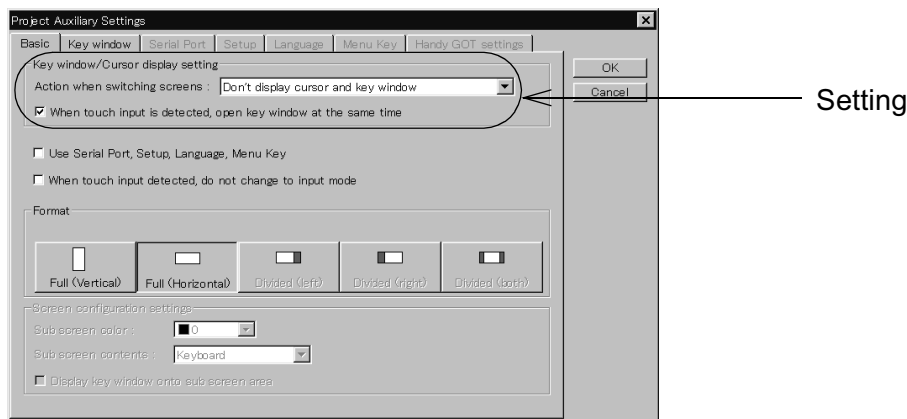 Project Auxiliary Settings
Basic Key window Serial Port Setup Language Menu Key Handy GOT settings
Key window/Cursor display setting
OK
Action when switching screens : Don't display cursor and key window
Cancel
Setting
When touch input is detected, open key window at the same time
Use Serial Port, Setup, Language, Menu Key
When touch input detected, do not change to input mode
Format
Full (Vertical) Full (Horizontal) Divided (left) Divided (right) Divided (both)
Screen configuration settings
Sub screen color : 0
Sub screen contents : Keyboard
Display key window onto sub screen area